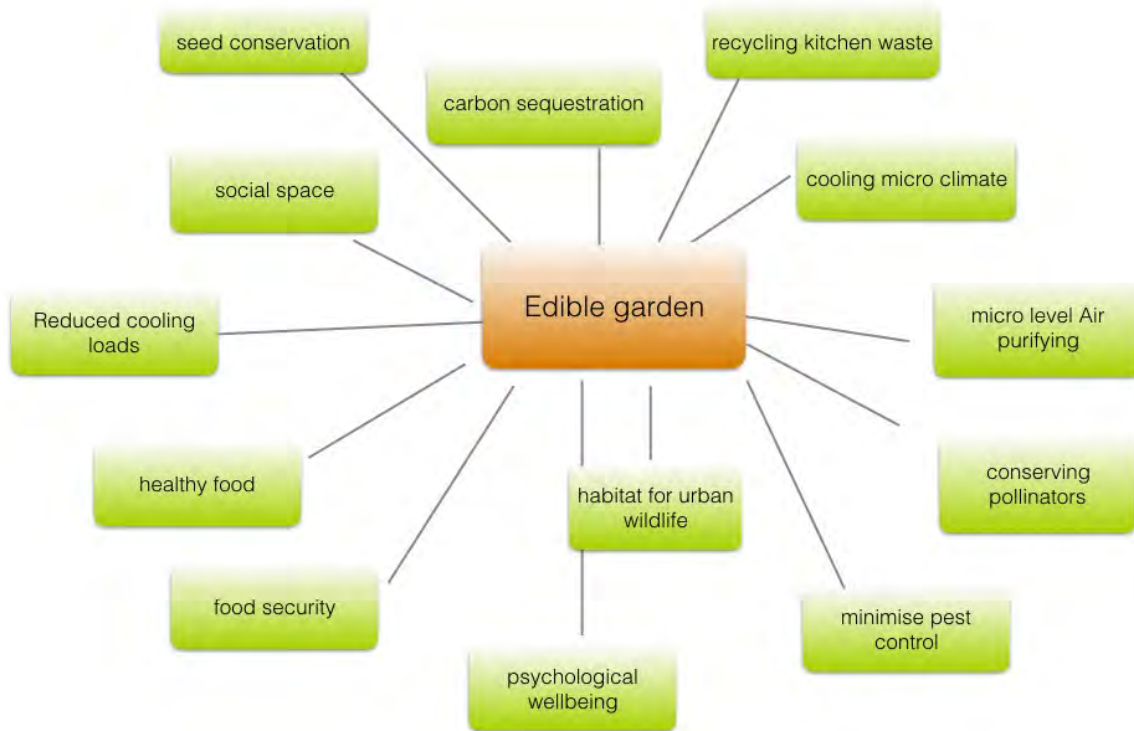 seed conservation
recycling kitchen waste
carbon sequestration
social space
cooling micro climate
Edible garden
Reduced cooling
loads
micro level Air
purifying
healthy food
habitat for urban
wildlife
conserving
pollinators
food security
minimise pest
control
psychological
wellbeing